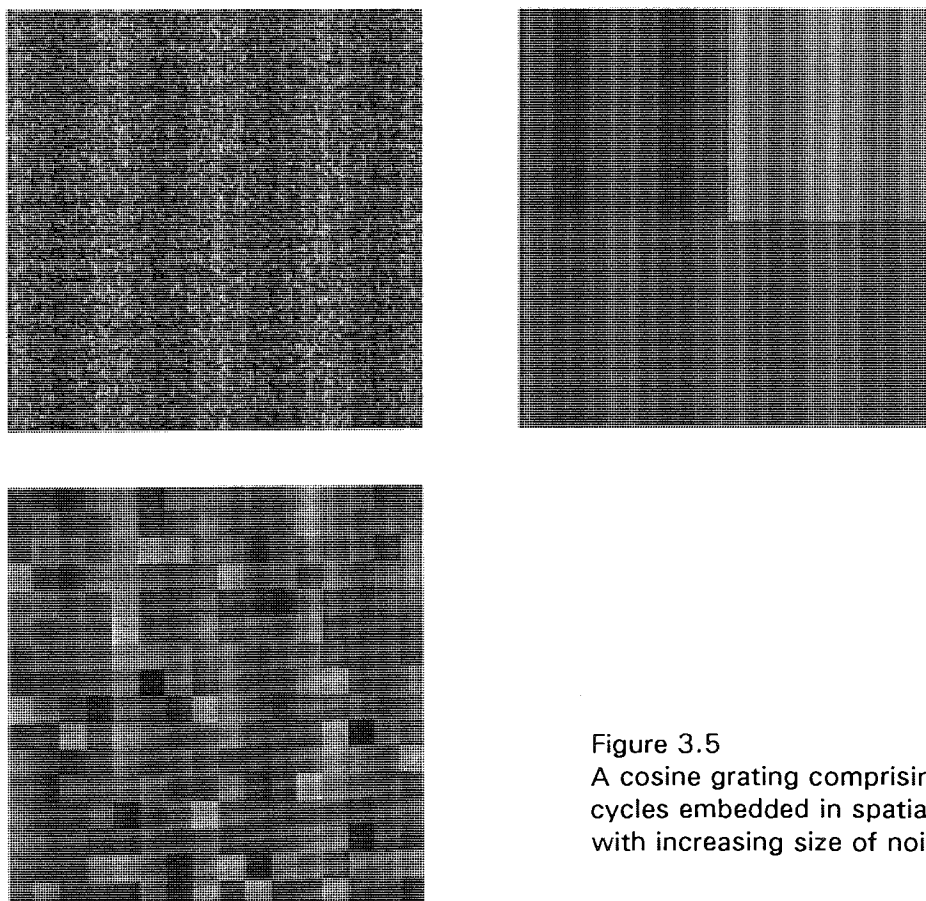 Figure 3.5
A cosine grating comprisin
cycles embedded in spatia
with increasing size of noi